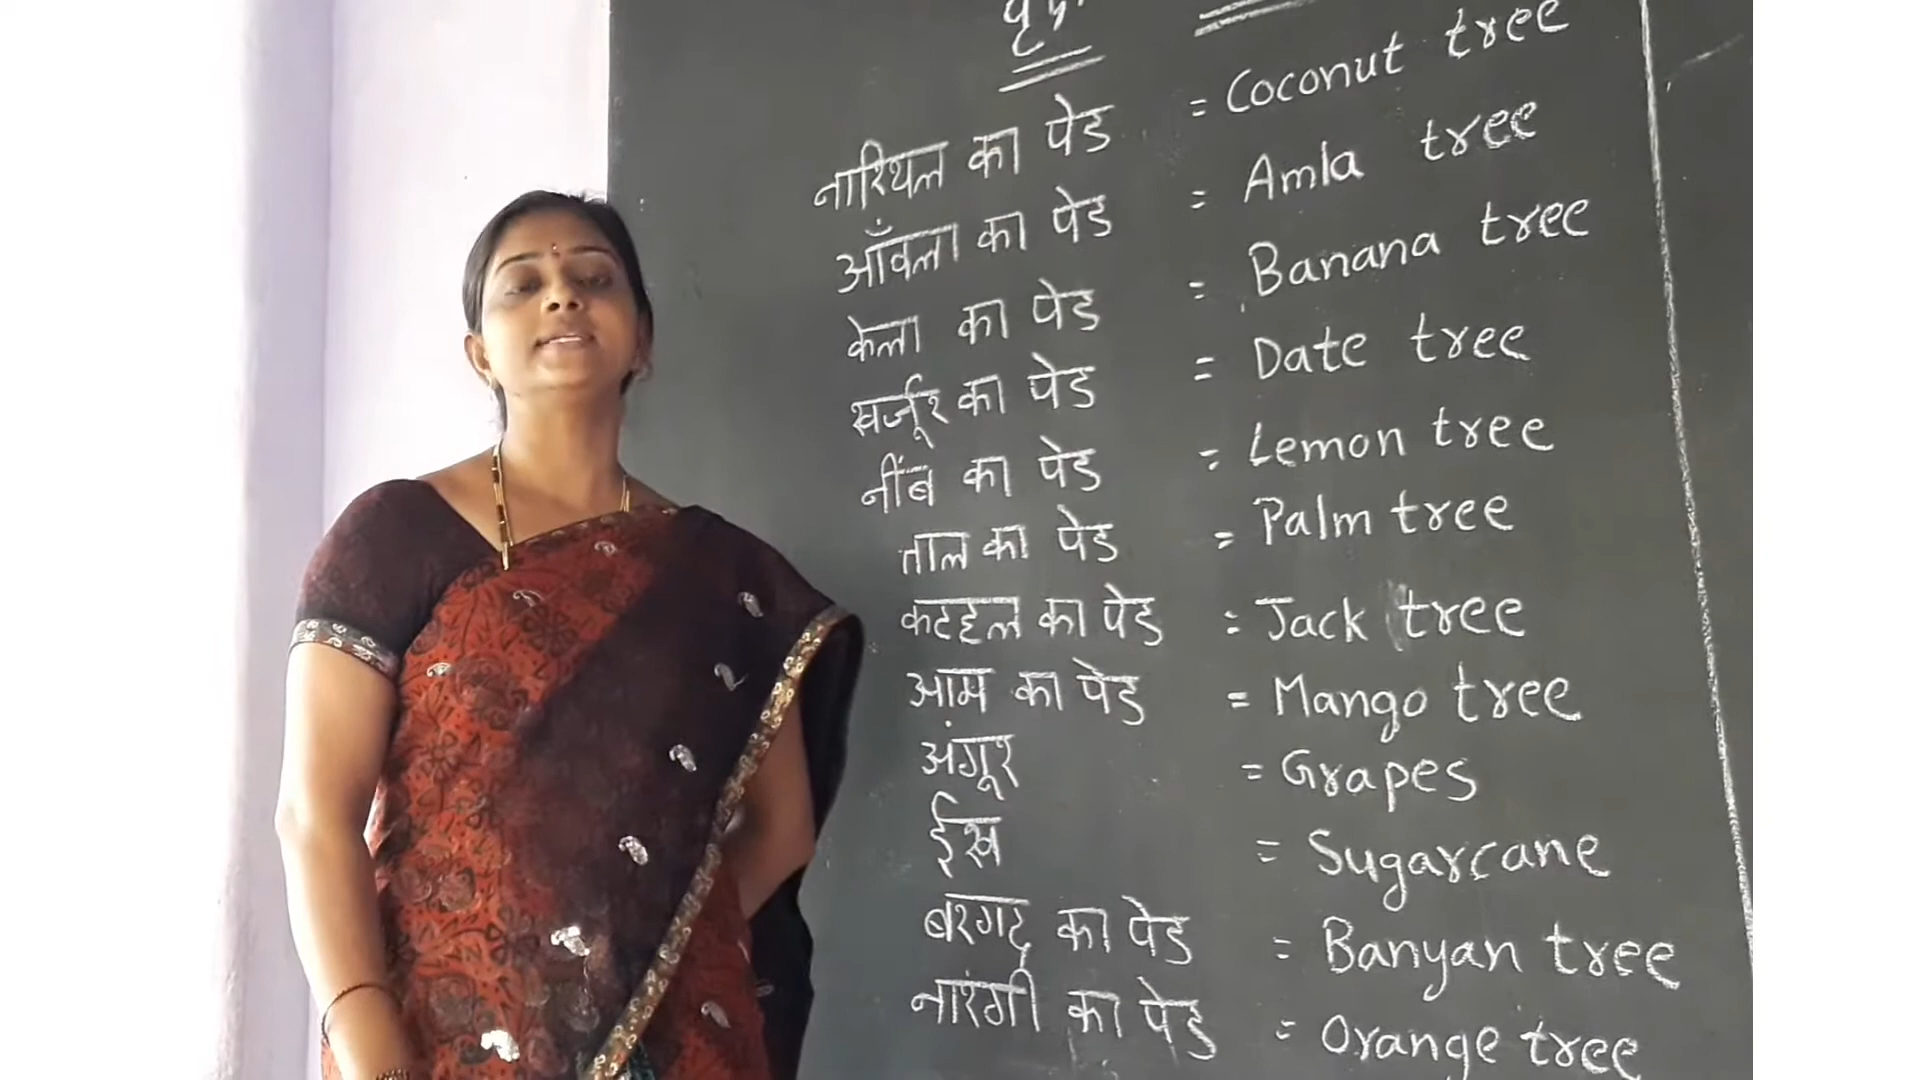 नारियल का पेड = Coconut tree
आँवला का पेड = Amla tree
केला का पेड = Banana tree
खर्जूर का पेड = Date tree
नींब का पेड = Lemon tree
ताल का पेड = Palm tree
कटहल का पेड = Jack tree
आम का पेड = Mango tree
अंगूर = Grapes
ईख = Sugarcane
बरगद का पेड = Banyan tree
नारंगी का पेड = Orange tree